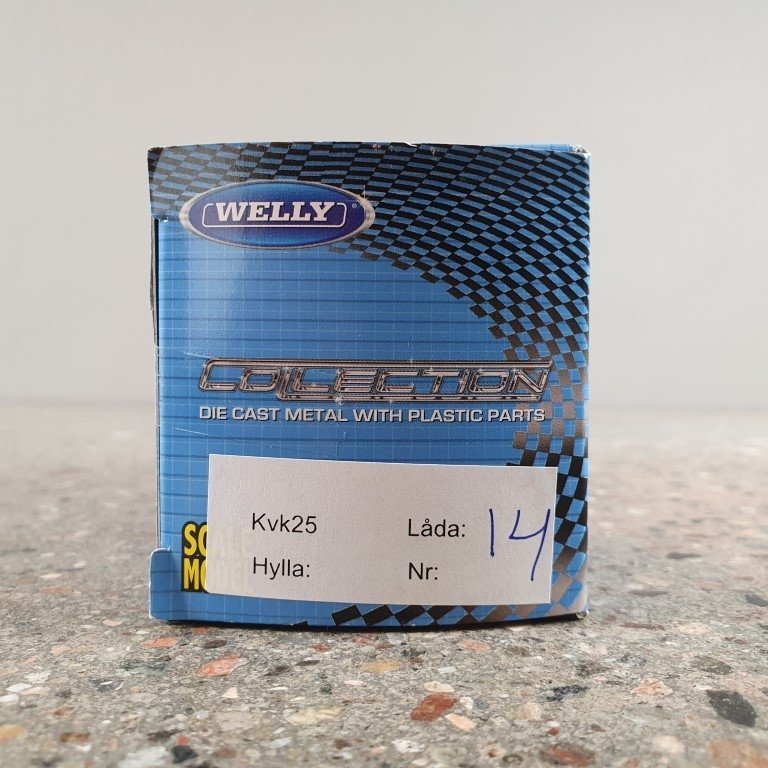 WELLY
COLLECTION
DIE CAST METAL WITH PLASTIC PARTS
Kvk25 Låda: 14
Hylla: Nr: